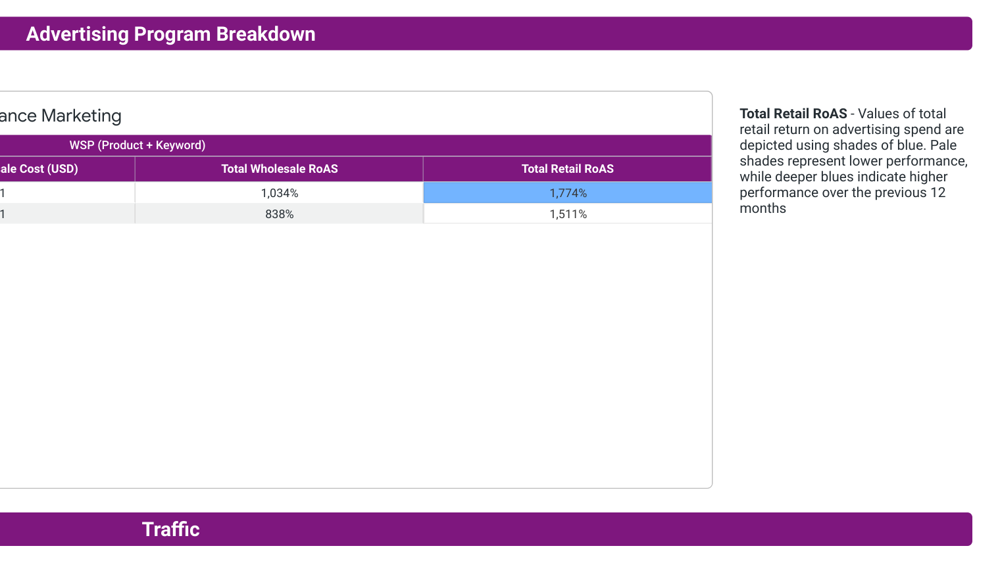 Advertising Program Breakdown
ance Marketing
WSP (Product + Keyword)
ale Cost (USD) Total Wholesale RoAS Total Retail RoAS
1 1,034% 1,774%
1 838% 1,511%
Total Retail RoAS - Values of total
retail return on advertising spend are
depicted using shades of blue. Pale
shades represent lower performance,
while deeper blues indicate higher
performance over the previous 12
months
Traffic